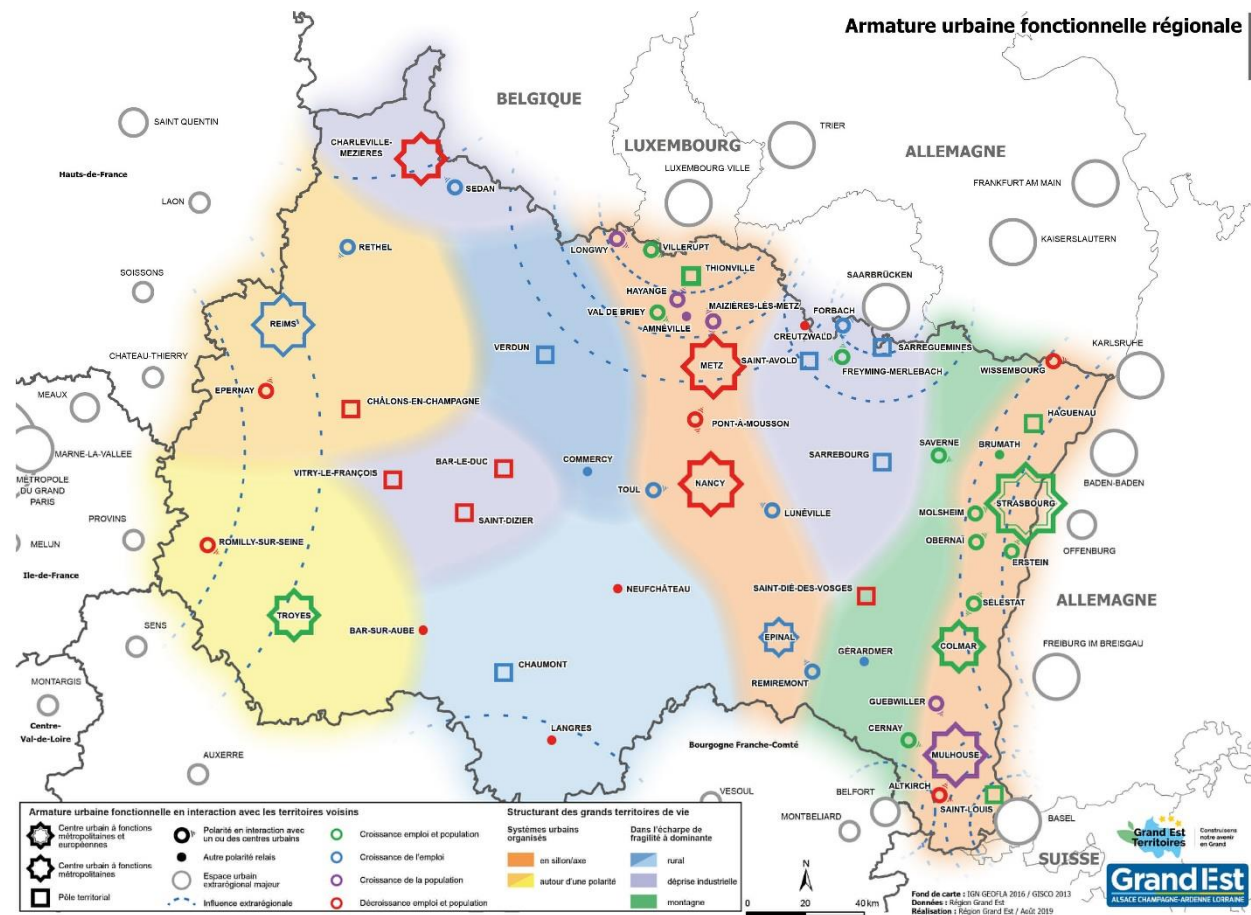 Armature urbaine fonctionnelle régionale
BELGIQUE
SAINT QUENTIN
TRIER
CHARLEVILLE-
MEZIERES
LUXEMBOURG
ALLEMAGNE
LUXEMBOURG VILLE
Hauts-de-France
FRANKFURT AM MAIN
SEDAN
LAON
KAISERSLAUTERN
RETHEL
LONGWY
VILLERUPT
THIONVILLE
SOISSONS
SAARBRÜCKEN
HAYANGE
MAIZIÈRES-LÈS-METZ
FORBACH
VAL DE BRIEY
AMNÉVILLE
REIMS
CREUTZWALD
VERDUN
SARREGUEMINES
KARLSRUHE
CHATEAU-THIERRY
METZ
SAINT-AVOLD
FREYMING-MERLEBACH
WISSEMBOURG
EPERNAY
MEAUX
CHÂLONS-EN-CHAMPAGNE
PONT-À-MOUSSON
HAGUENAU
MARNE-LA-VALLEE
SAVERNE
BRUMATH
BAR-LE-DUC
COMMERCY
SARREBOURG
VITRY-LE-FRANÇOIS
MÉTROPOLE
DU GRAND
PARIS
TOUL
NANCY
BADEN-BADEN
STRASBOURG
LUNÉVILLE
MOLSHEIM
SAINT-DIZIER
PROVINS
MELUN
ROMILLY-SUR-SEINE
OBERNAÏ
OFFENBURG
ERSTEIN
Ile-de-France
NEUFCHÂTEAU
SAINT-DIÉ-DES-VOSGES
ALLEMAGNE
SÉLESTAT
TROYES
BAR-SUR-AUBE
SENS
EPINAL
COLMAR
GÉRARDMER
FREIBURG IM BREISGAU
CHAUMONT
REMIREMONT
MONTARGIS
GUEBWILLER
Centre-
Val-de-Loire
LANGRES
CERNAY
Bourgogne Franche-Comté
AUXERRE
MULHOUSE
VESOUL
BELFORT
ALTKIRCH
SAINT-LOUIS
MONTBELIARD
BASEL
SUISSE
Armature urbaine fonctionnelle en interaction avec les territoires voisins
Centre urbain à fonctions
métropolitaines et
européennes
Centre urbain à fonctions
métropolitaines
Pôle territorial
Polarité en interaction avec
un ou des centres urbains
Autre polarité relais
Espace urbain
extrarégional majeur
Influence extrarégionale
Croissance emploi et population
Croissance de l'emploi
Croissance de la population
Décroissance emploi et population
Structurant des grands territoires de vie
Systèmes urbains
organisés
en sillon/axe
autour d'une polarité
Dans l'écharpe de
fragilité à dominante
rural
déprise industrielle
montagne
N
0
20
40 km
Fond de carte : IGN GEOFLA 2016 / GISCO 2013
Données : Région Grand Est
Réalisation : Région Grand Est / Août 2019
Grand Est
Territoires
Construisons
notre avenir
en Grand
Grand Est
ALSACE CHAMPAGNE-ARDENNE LORRAINE